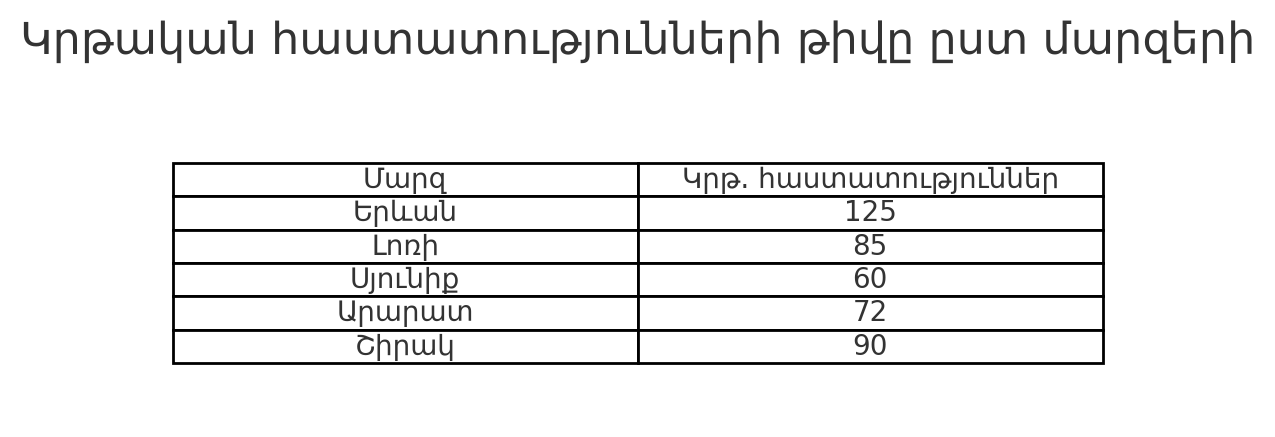 Կրթական հաստատությունների թիվը ըստ մարզերի
Մարզ Կրթ. հաստատություններ
Երևան 125
Լոռի 85
Սյունիք 60
Արարատ 72
Շիրակ 90